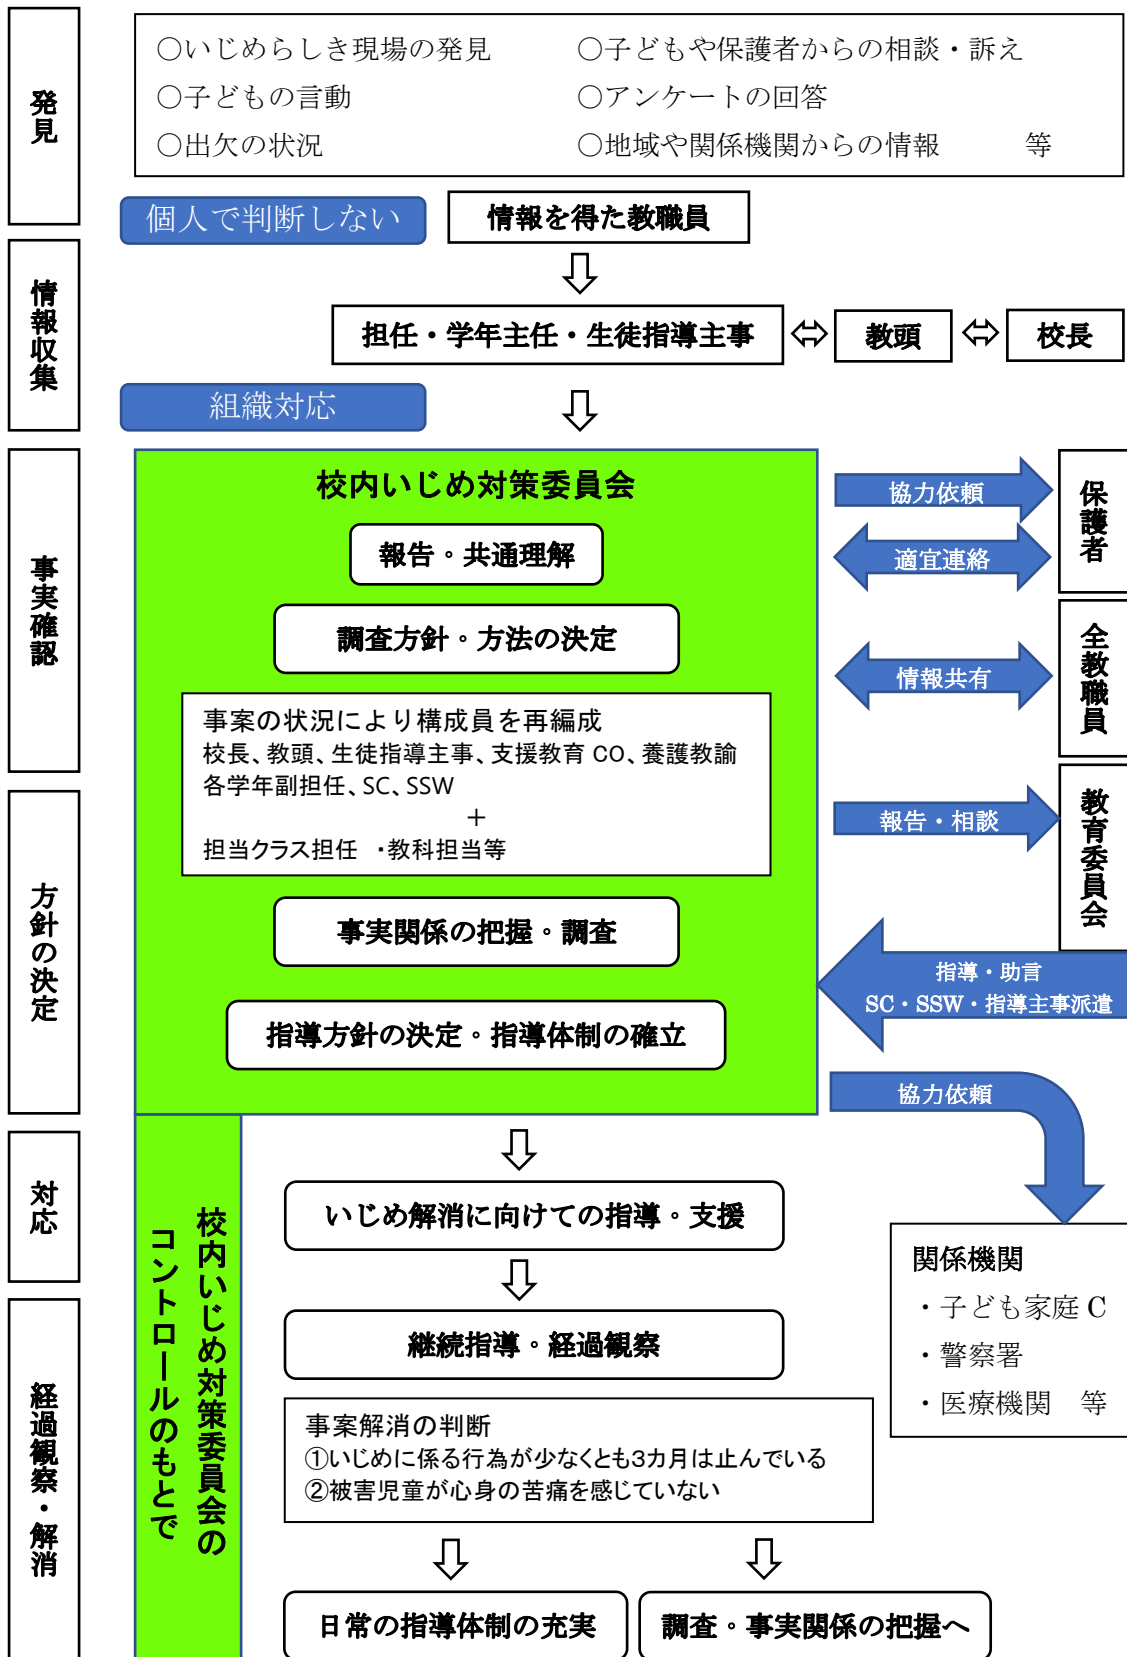 発見
○いじめらしき現場の発見
○子どもや保護者からの相談・訴え
○子どもの言動
○アンケートの回答
○出欠の状況
○地域や関係機関からの情報　　等
個人で判断しない
情報を得た教職員
情報収集
担任・学年主任・生徒指導主事
教頭
校長
組織対応
事実確認
校内いじめ対策委員会
報告・共通理解
調査方針・方法の決定
事案の状況により構成員を再編成
校長、教頭、生徒指導主事、支援教育 CO、養護教諭
各学年副担任、SC、SSW
＋
担当クラス担任　・教科担当等
事実関係の把握・調査
指導方針の決定・指導体制の確立
協力依頼
適宜連絡
保護者
情報共有
全教職員
報告・相談
教育委員会
指導・助言
SC・SSW・指導主事派遣
協力依頼
方針の決定
対応
校内いじめ対策委員会の
コントロールのもとで
いじめ解消に向けての指導・支援
継続指導・経過観察
関係機関
・子ども家庭 C
・警察署
・医療機関　等
経過観察・解消
事案解消の判断
①いじめに係る行為が少なくとも3カ月は止んでいる
②被害児童が心身の苦痛を感じていない
日常の指導体制の充実
調査・事実関係の把握へ